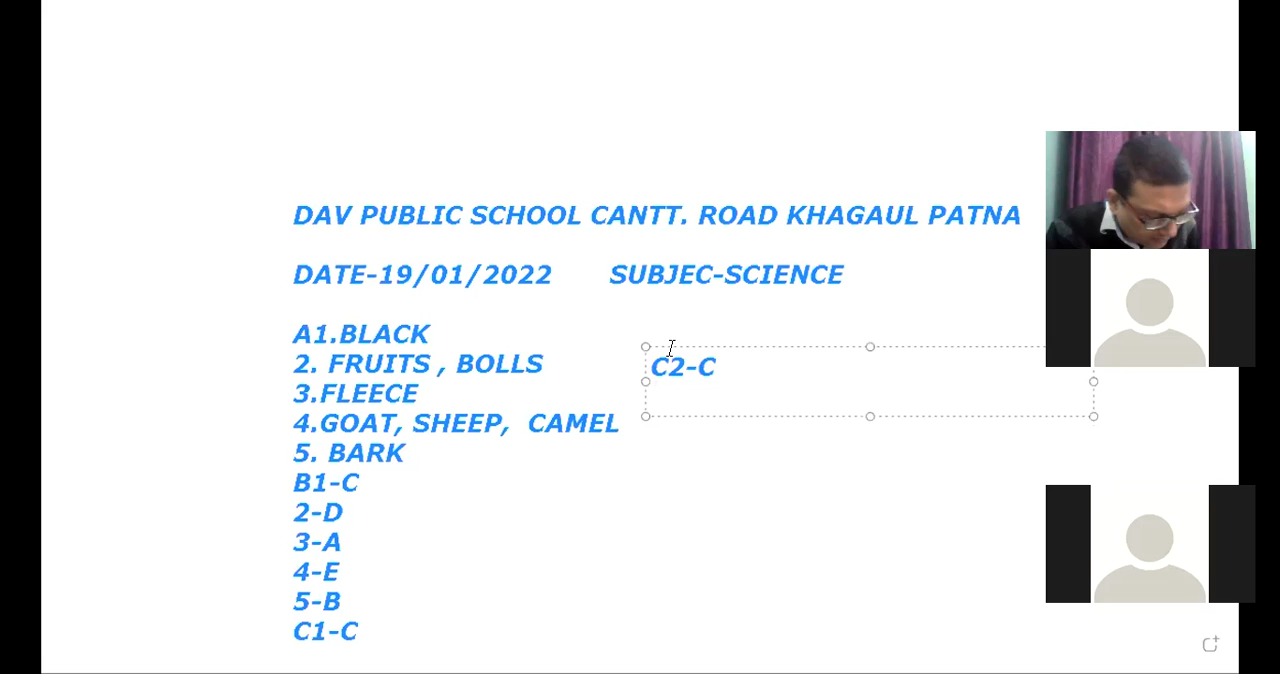 DAV PUBLIC SCHOOL CANTT. ROAD KHAGAUL PATNA
DATE-19/01/2022 SUBJEC-SCIENCE
A1.BLACK
2. FRUITS , BOLLS
3.FLEECE
4.GOAT, SHEEP, CAMEL
5. BARK
B1-C
2-D
3-A
4-E
5-B
C1-C
C2-C